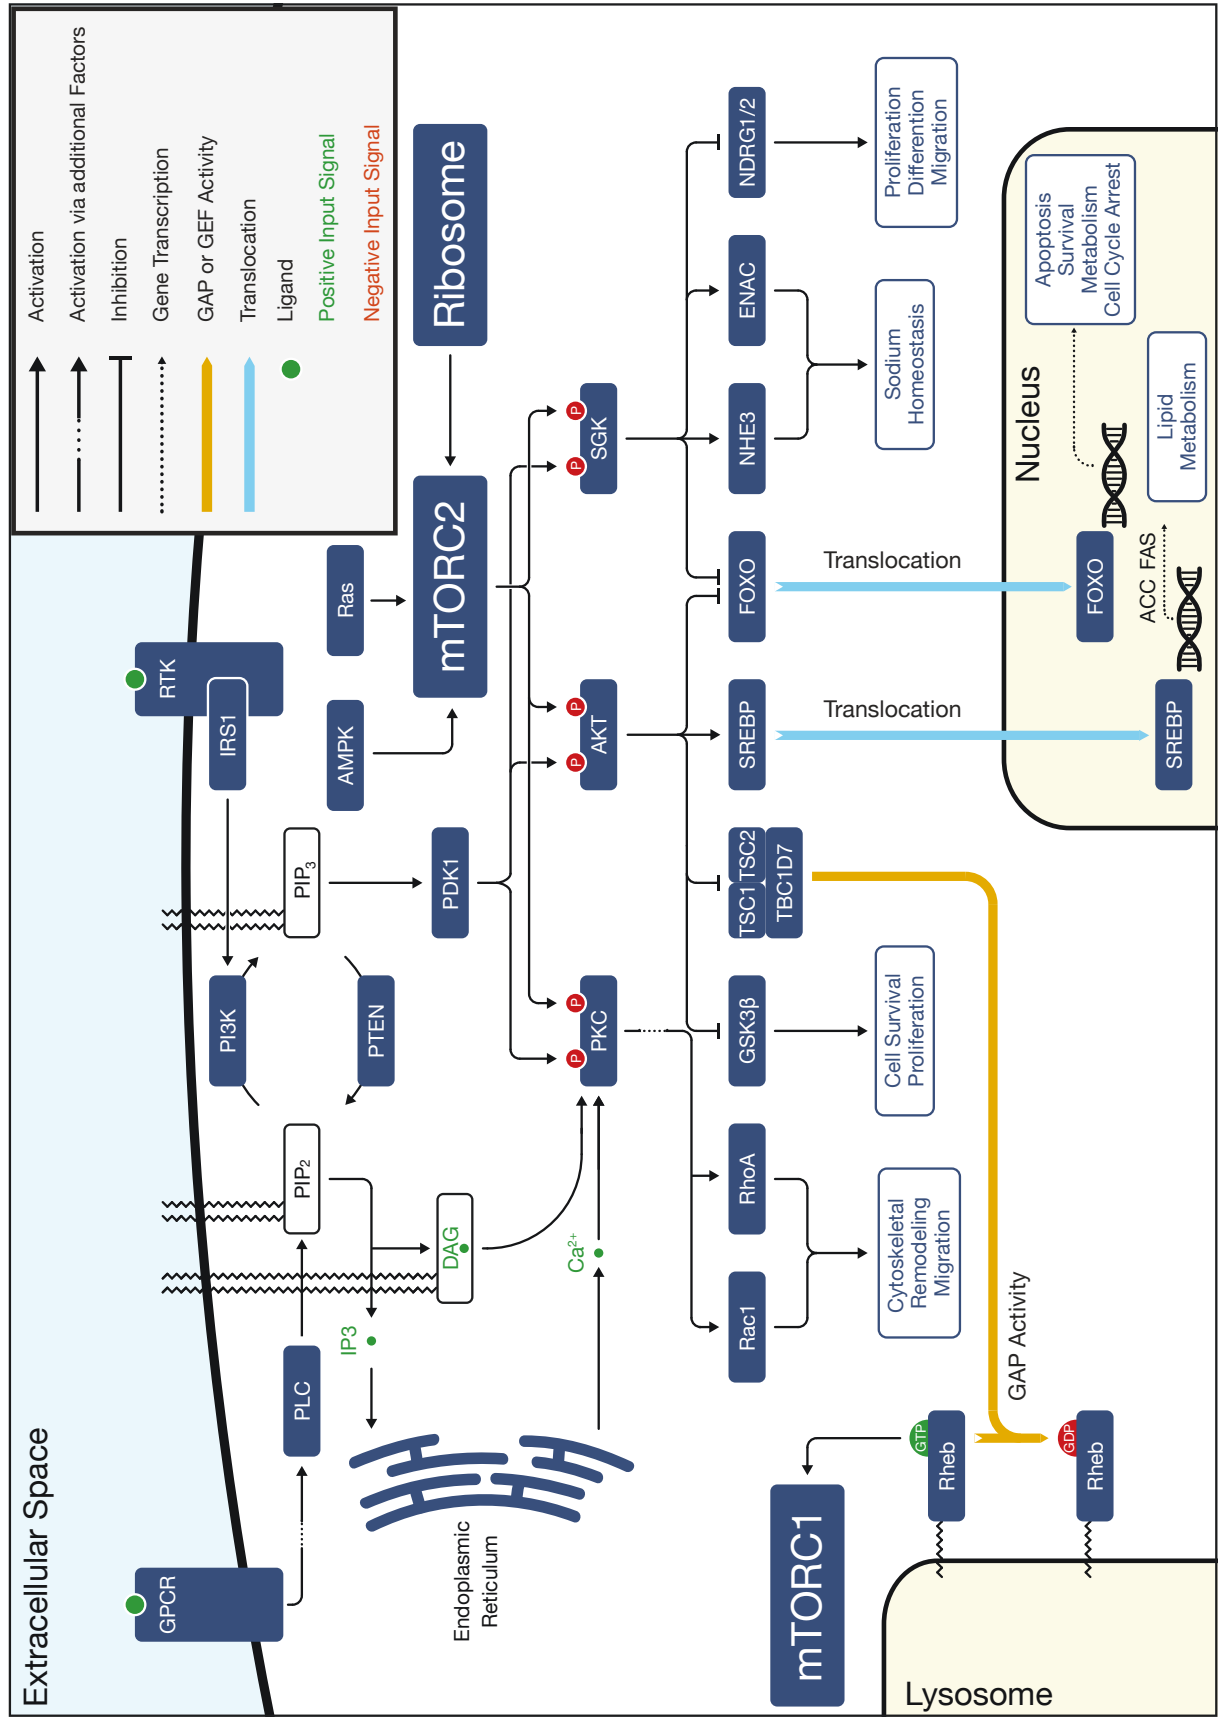 Extracellular Space
GPCR
RTK
IRS1
PI3K
PLC
PIP2
PIP3
PTEN
IP3
DAG
Ca2+
Endoplasmic
Reticulum
AMPK
Ras
PDK1
mTORC2
Ribosome
Activation
Activation via additional Factors
Inhibition
Gene Transcription
GAP or GEF Activity
Translocation
Ligand
Positive Input Signal
Negative Input Signal
P
P
PKC
P
P
AKT
P
P
SGK
Rac1
RhoA
GSK3β
TSC1
TSC2
TBC1D7
SREBP
FOXO
NHE3
ENAC
NDRG1/2
Cytoskeletal
Remodeling
Migration
Cell Survival
Proliferation
Translocation
Translocation
Sodium
Homeostasis
Proliferation
Differention
Migration
mTORC1
GTP
Rheb
GDP
Rheb
GAP Activity
Lysosome
Nucleus
FOXO
SREBP
ACC FAS
Apoptosis
Survival
Metabolism
Cell Cycle Arrest
Lipid
Metabolism